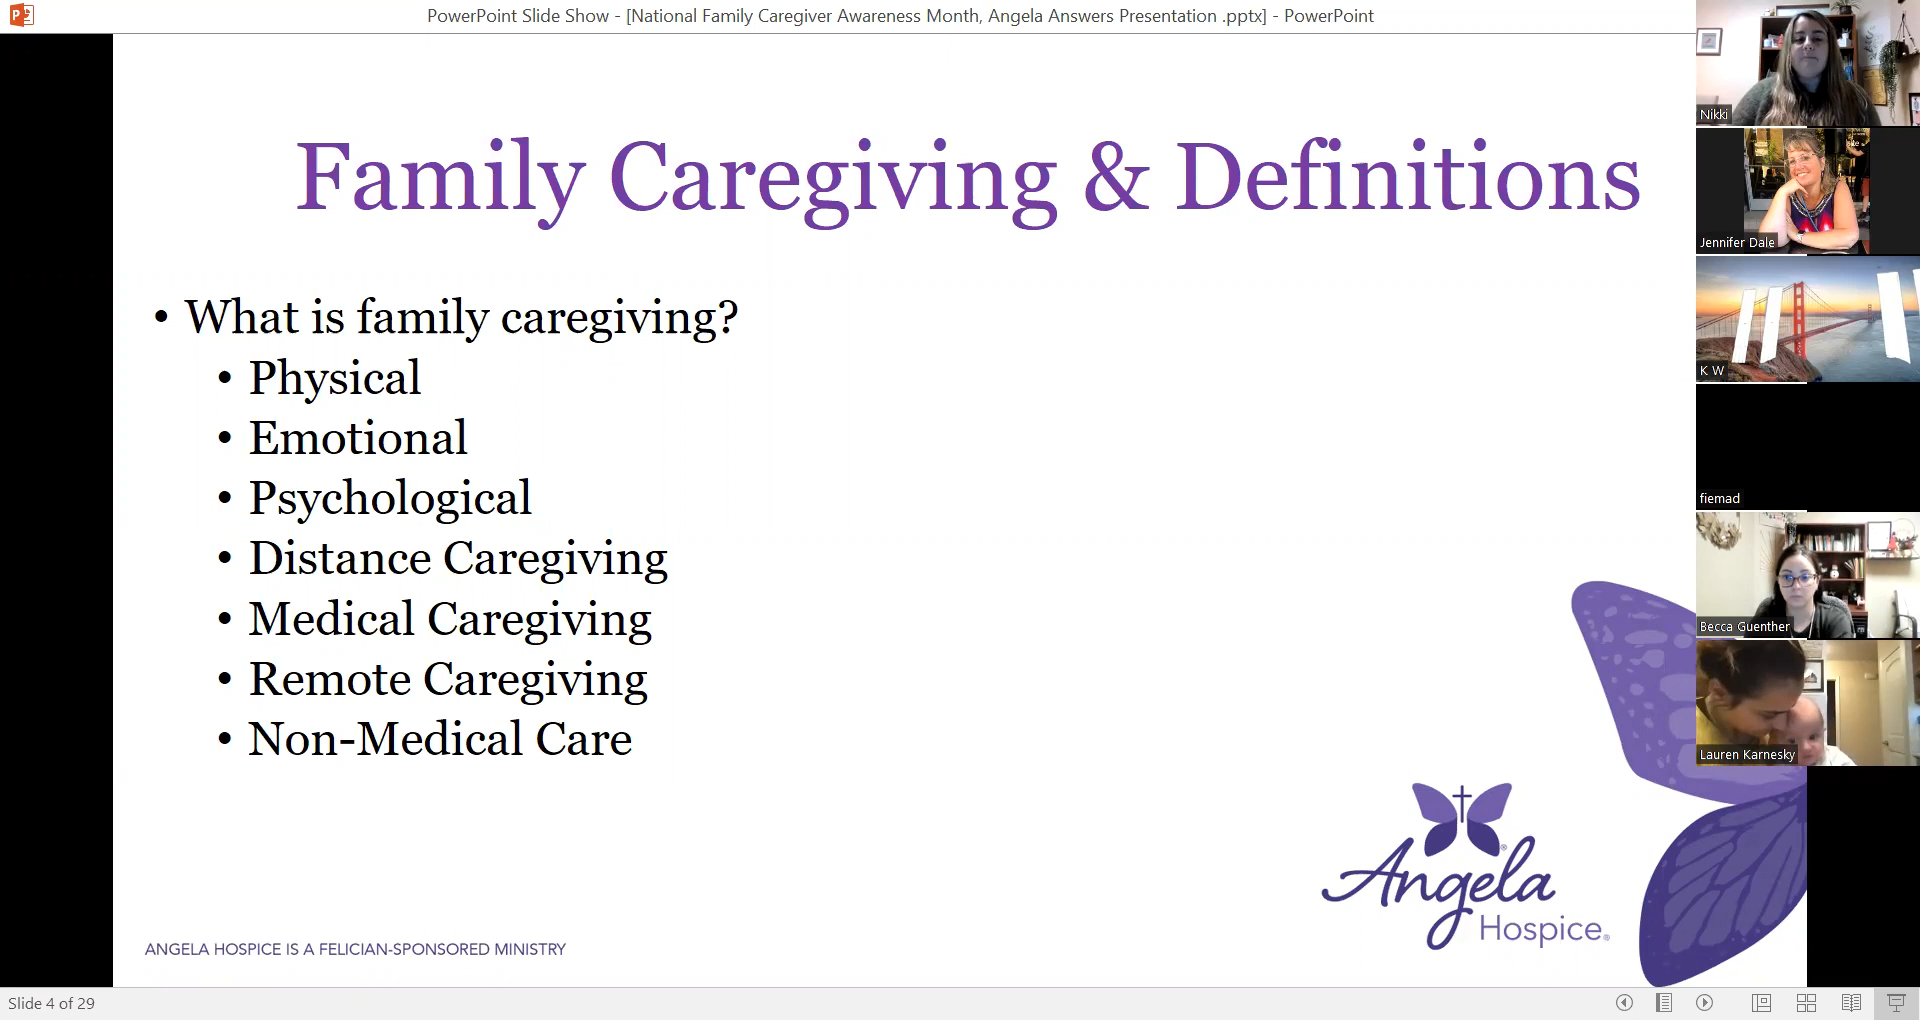 PowerPoint Slide Show - [National Family Caregiver Awareness Month, Angela Answers Presentation .pptx] - PowerPoint
Family Caregiving & Definitions
• What is family caregiving?
• Physical
• Emotional
• Psychological
• Distance Caregiving
• Medical Caregiving
• Remote Caregiving
• Non-Medical Care
Angela
Hospice®
ANGELA HOSPICE IS A FELICIAN-SPONSORED MINISTRY
Nikki
Jennifer Dale
K W
fiemad
Becca Guenther
Lauren Karnesky
Slide 4 of 29